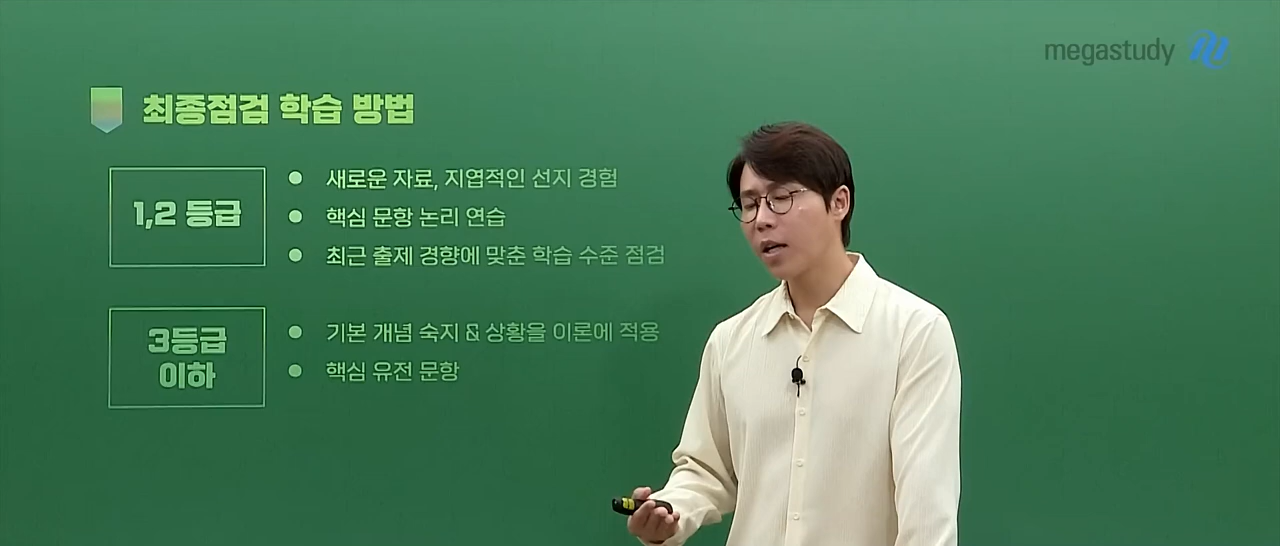 megastudy
최종점검 학습 방법
1,2 등급
새로운 자료, 지엽적인 선지 경험
핵심 문항 논리 연습
최근 출제 경향에 맞춘 학습 수준 점검
3등급
이하
기본 개념 숙지 & 상황을 이론에 적용
핵심 유전 문항